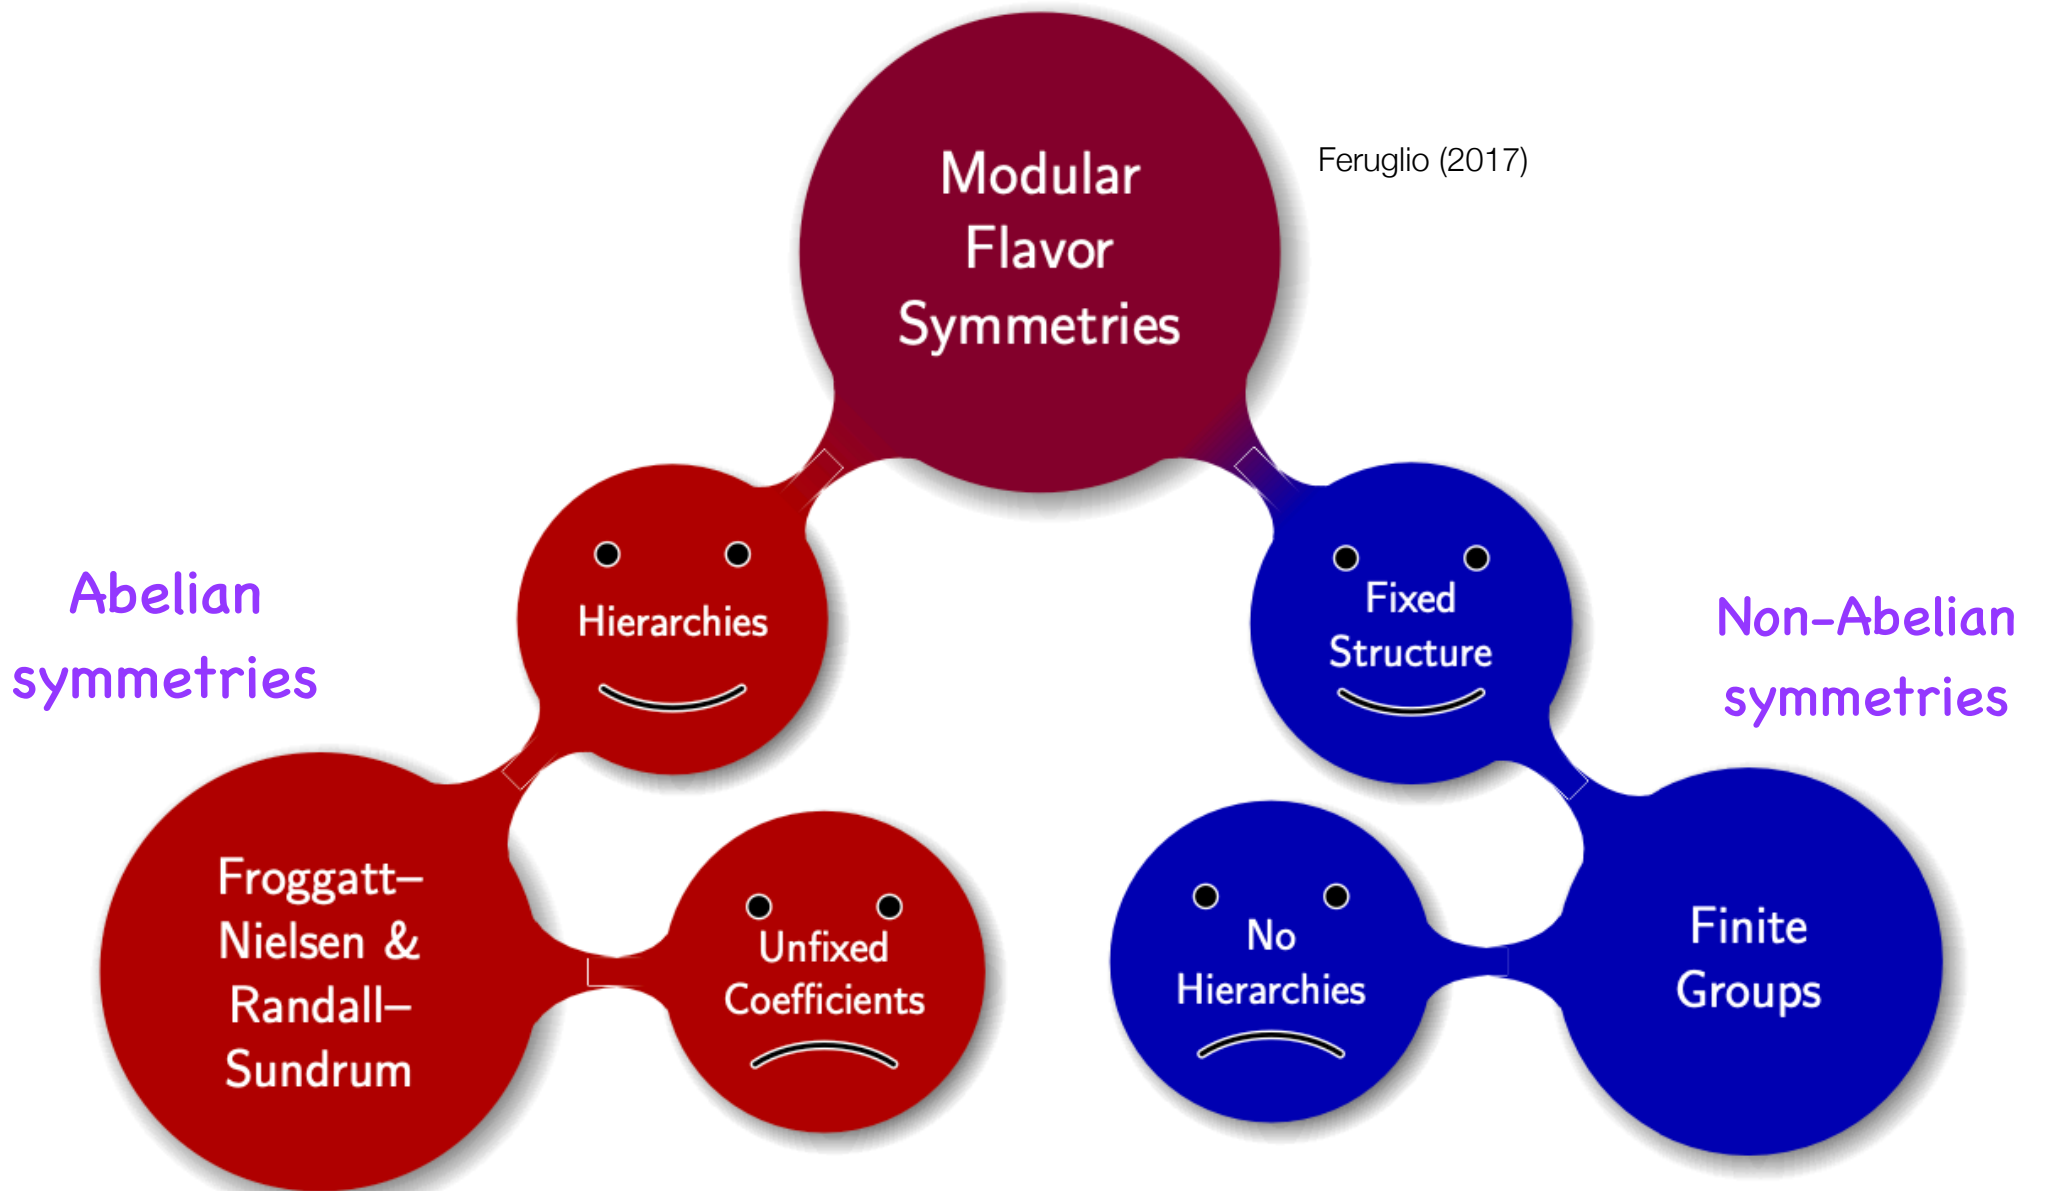 Modular
Flavor
Symmetries
Feruglio (2017)
Abelian
symmetries
Hierarchies
Fixed
Structure
Non-Abelian
symmetries
Froggatt–
Nielsen &
Randall–
Sundrum
Unfixed
Coefficients
No
Hierarchies
Finite
Groups